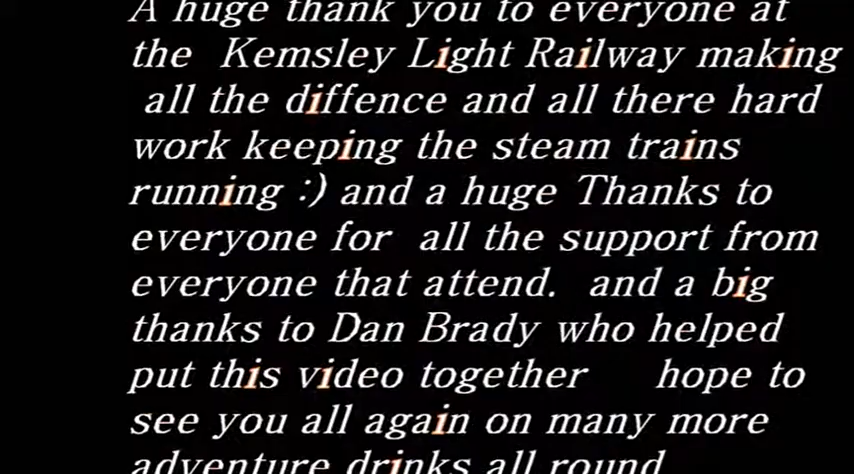 A huge thank you to everyone at
the Kemsley Light Railway making
all the diffence and all there hard
work keeping the steam trains
running :) and a huge Thanks to
everyone for all the support from
everyone that attend. and a big
thanks to Dan Brady who helped
put this video together hope to
see you all again on many more
adventure drinks all round